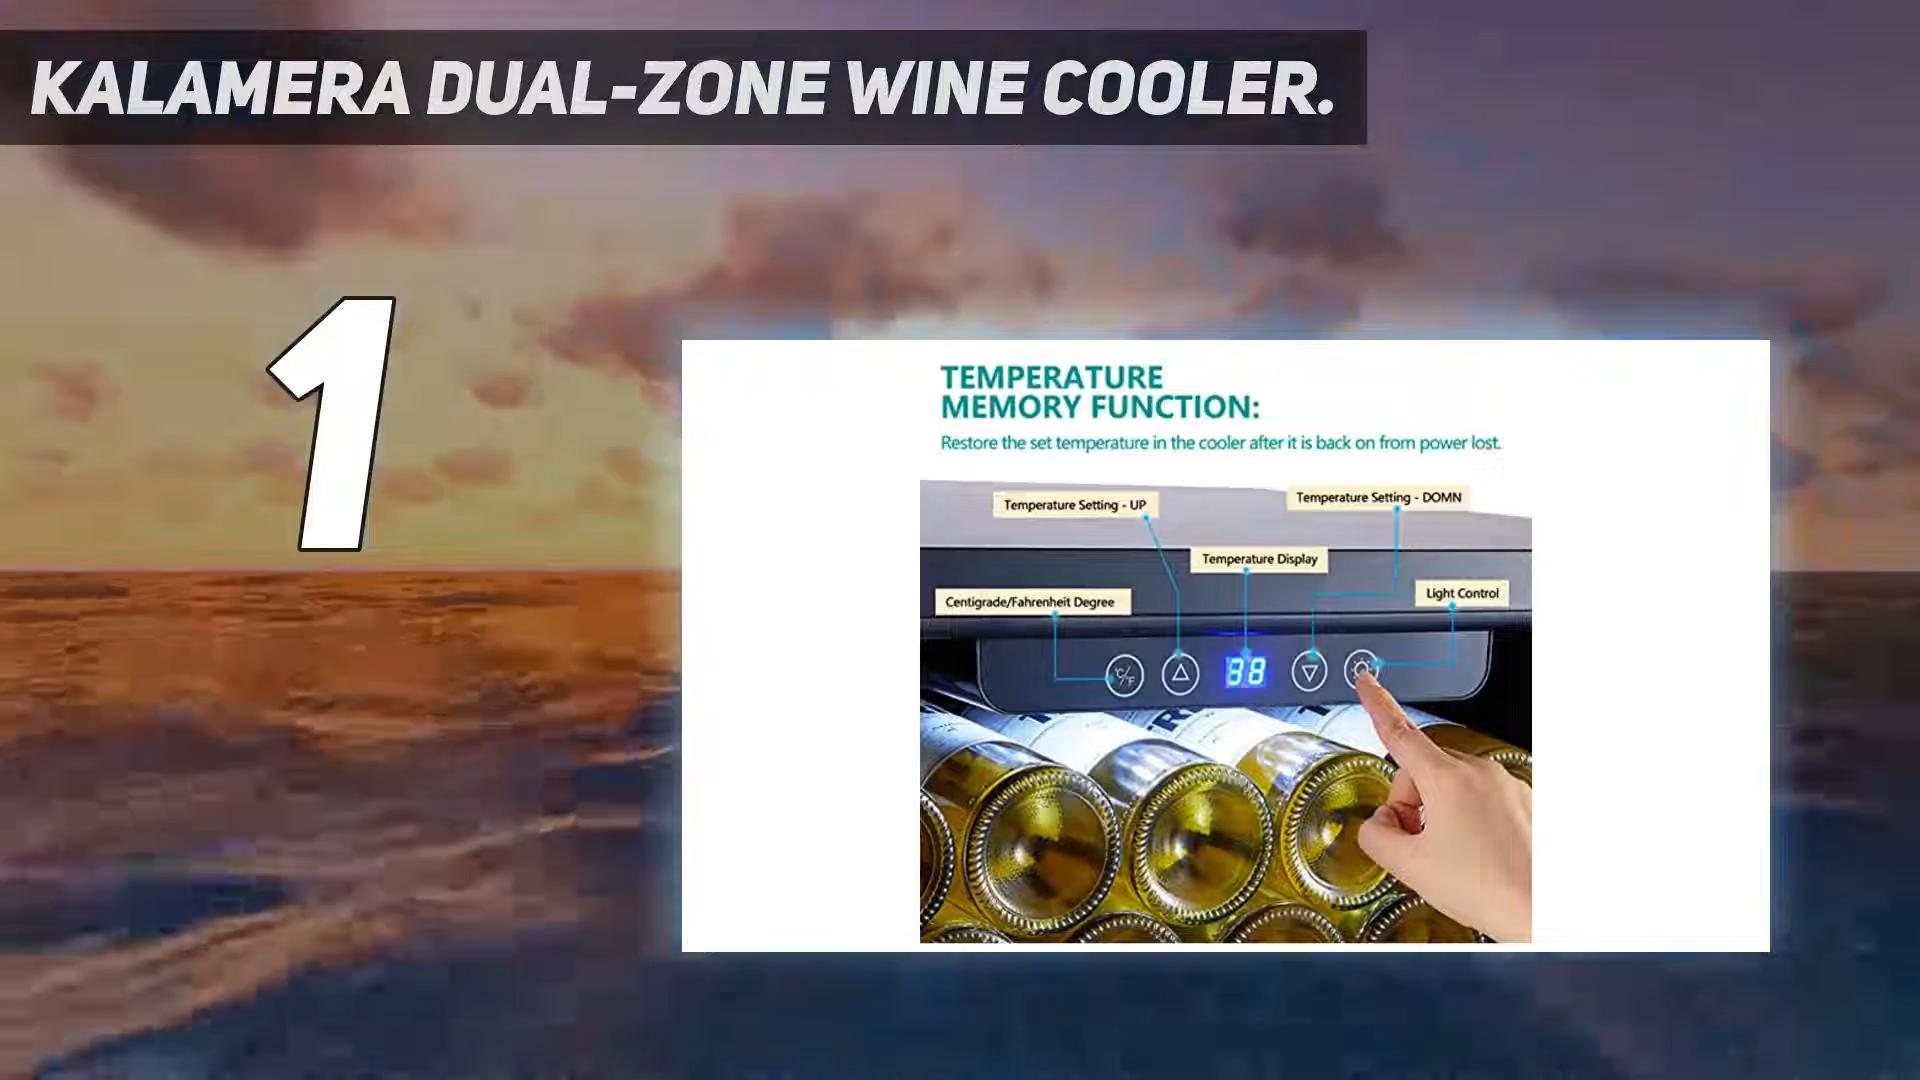 KALAMERA DUAL-ZONE WINE COOLER.
1
TEMPERATURE
MEMORY FUNCTION:
Restore the set temperature in the cooler after it is back on from power lost.
Temperature Setting - UP
Temperature Setting - DOMN
Temperature Display
Centigrade/Fahrenheit Degree
Light Control
°C/°F
88